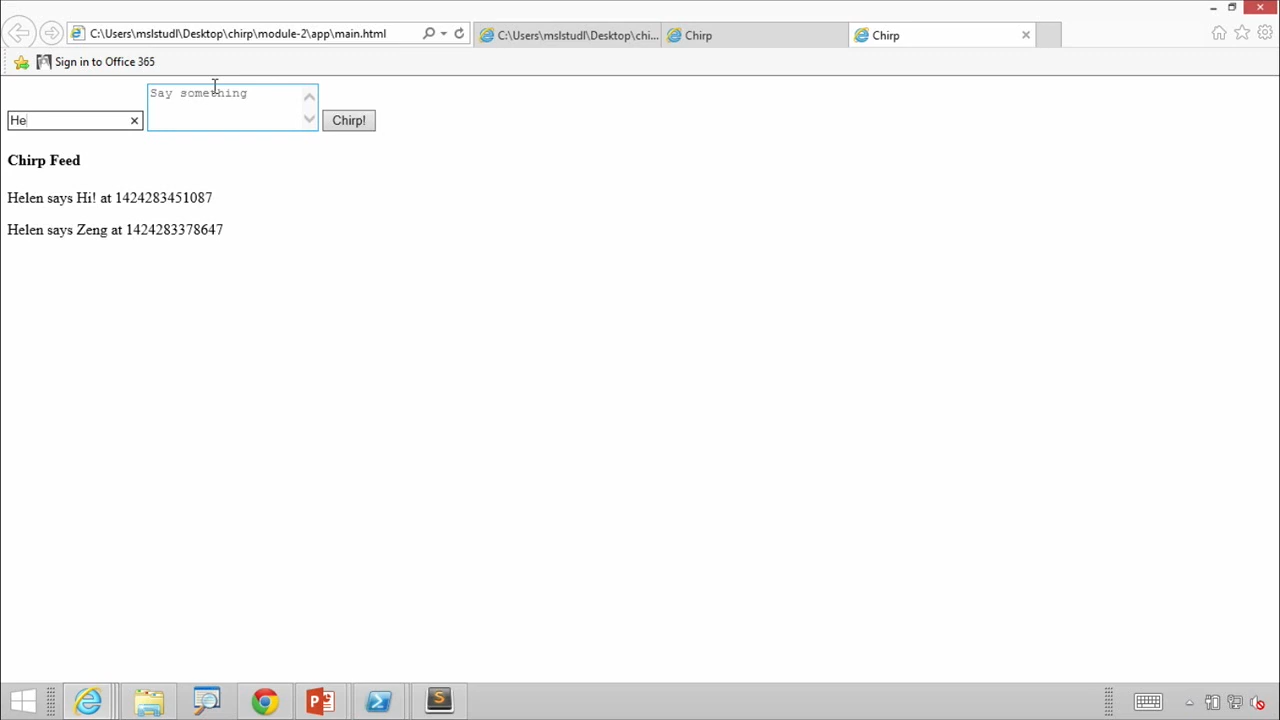 C:\Users\mslstudl\Desktop\chirp\module-2\app\main.html
C:\Users\mslstudl\Desktop\chi...
Chirp
Chirp
Sign in to Office 365
Say something
He
Chirp!
Chirp Feed
Helen says Hi! at 1424283451087
Helen says Zeng at 1424283378647